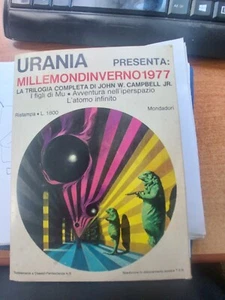 URANIA PRESENTA:
MILLEMONDINVERNO1977
LA TRILOGIA COMPLETA DI JOHN W. CAMPBELL JR.
I figli di Mu • Avventura nell'iperspazio
L'atomo infinito
Ristampa • L. 1500 Mondadori